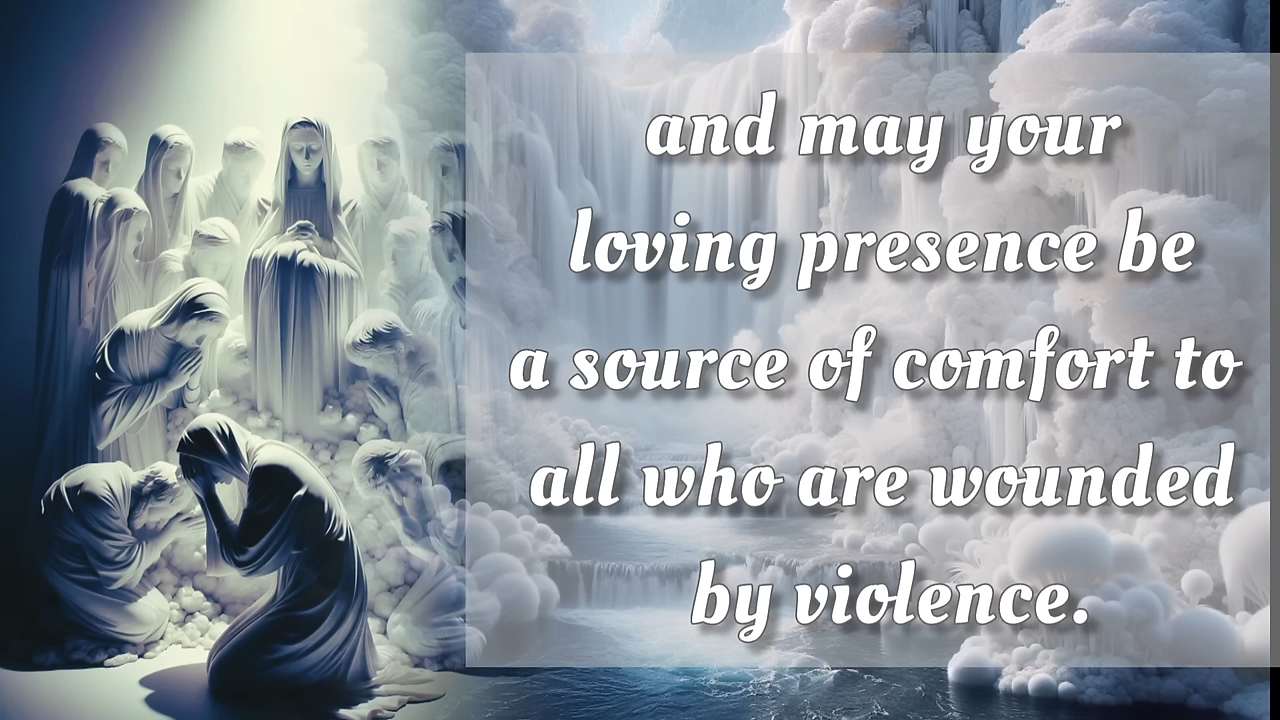 and may your
loving presence be
a source of comfort to
all who are wounded
by violence.